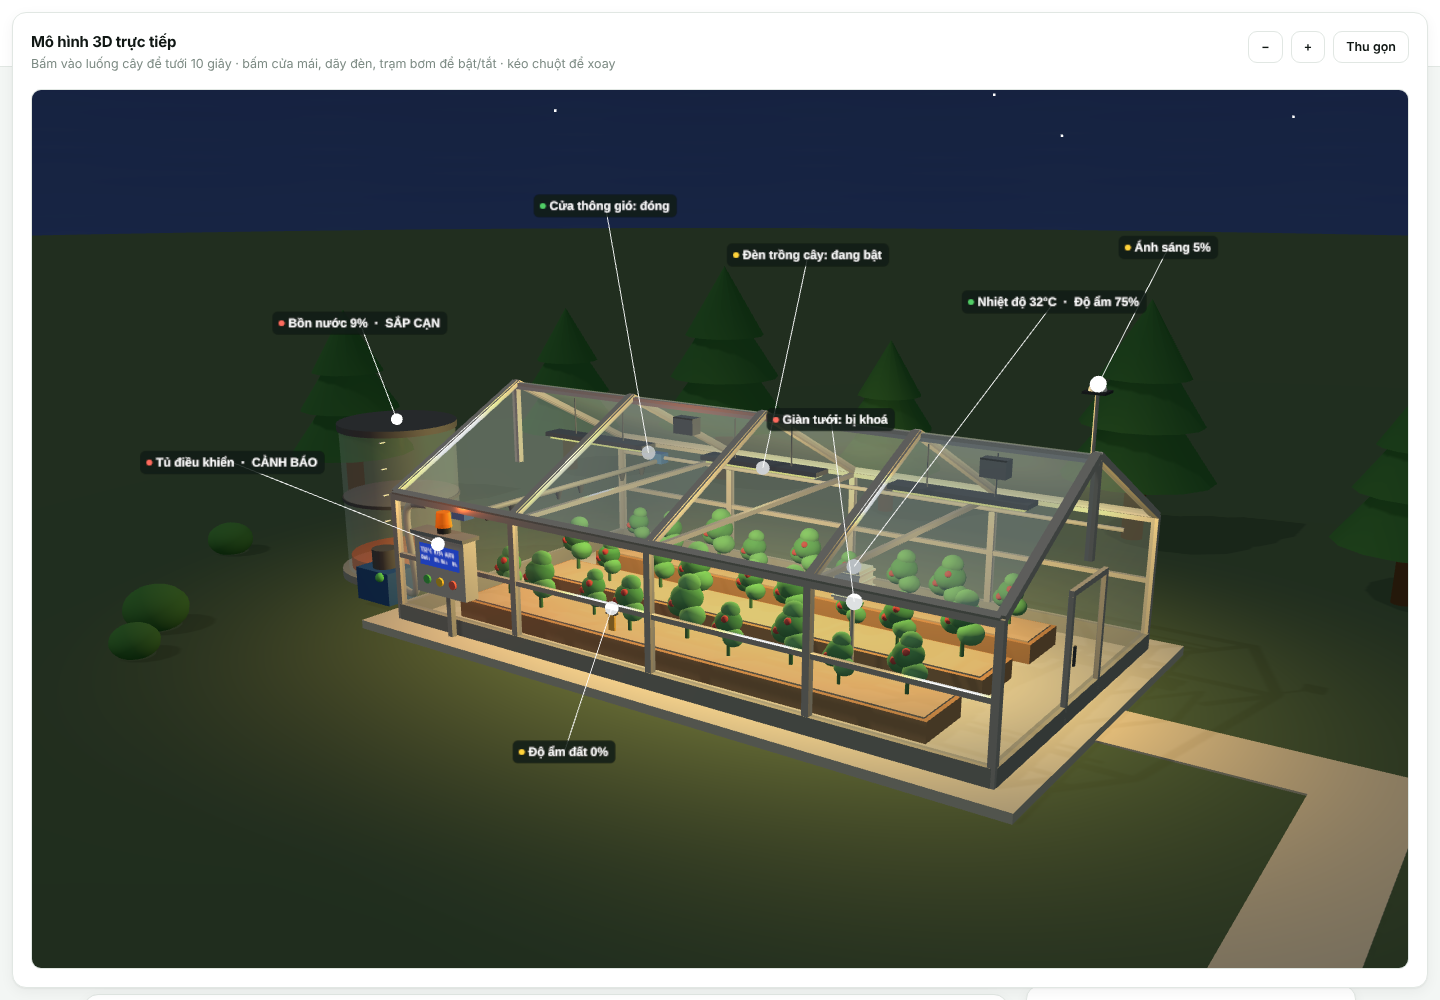 Mô hình 3D trực tiếp
Bấm vào luống cây để tưới 10 giây · bấm cửa mái, dãy đèn, trạm bơm để bật/tắt · kéo chuột để xoay
−
+
Thu gọn
Cửa thông gió: đóng
Đèn trồng cây: đang bật
Ánh sáng 5%
Nhiệt độ 32°C · Độ ẩm 75%
Bồn nước 9% · SẮP CẠN
Giàn tưới: bị khoá
Tủ điều khiển · CẢNH BÁO
Độ ẩm đất 0%